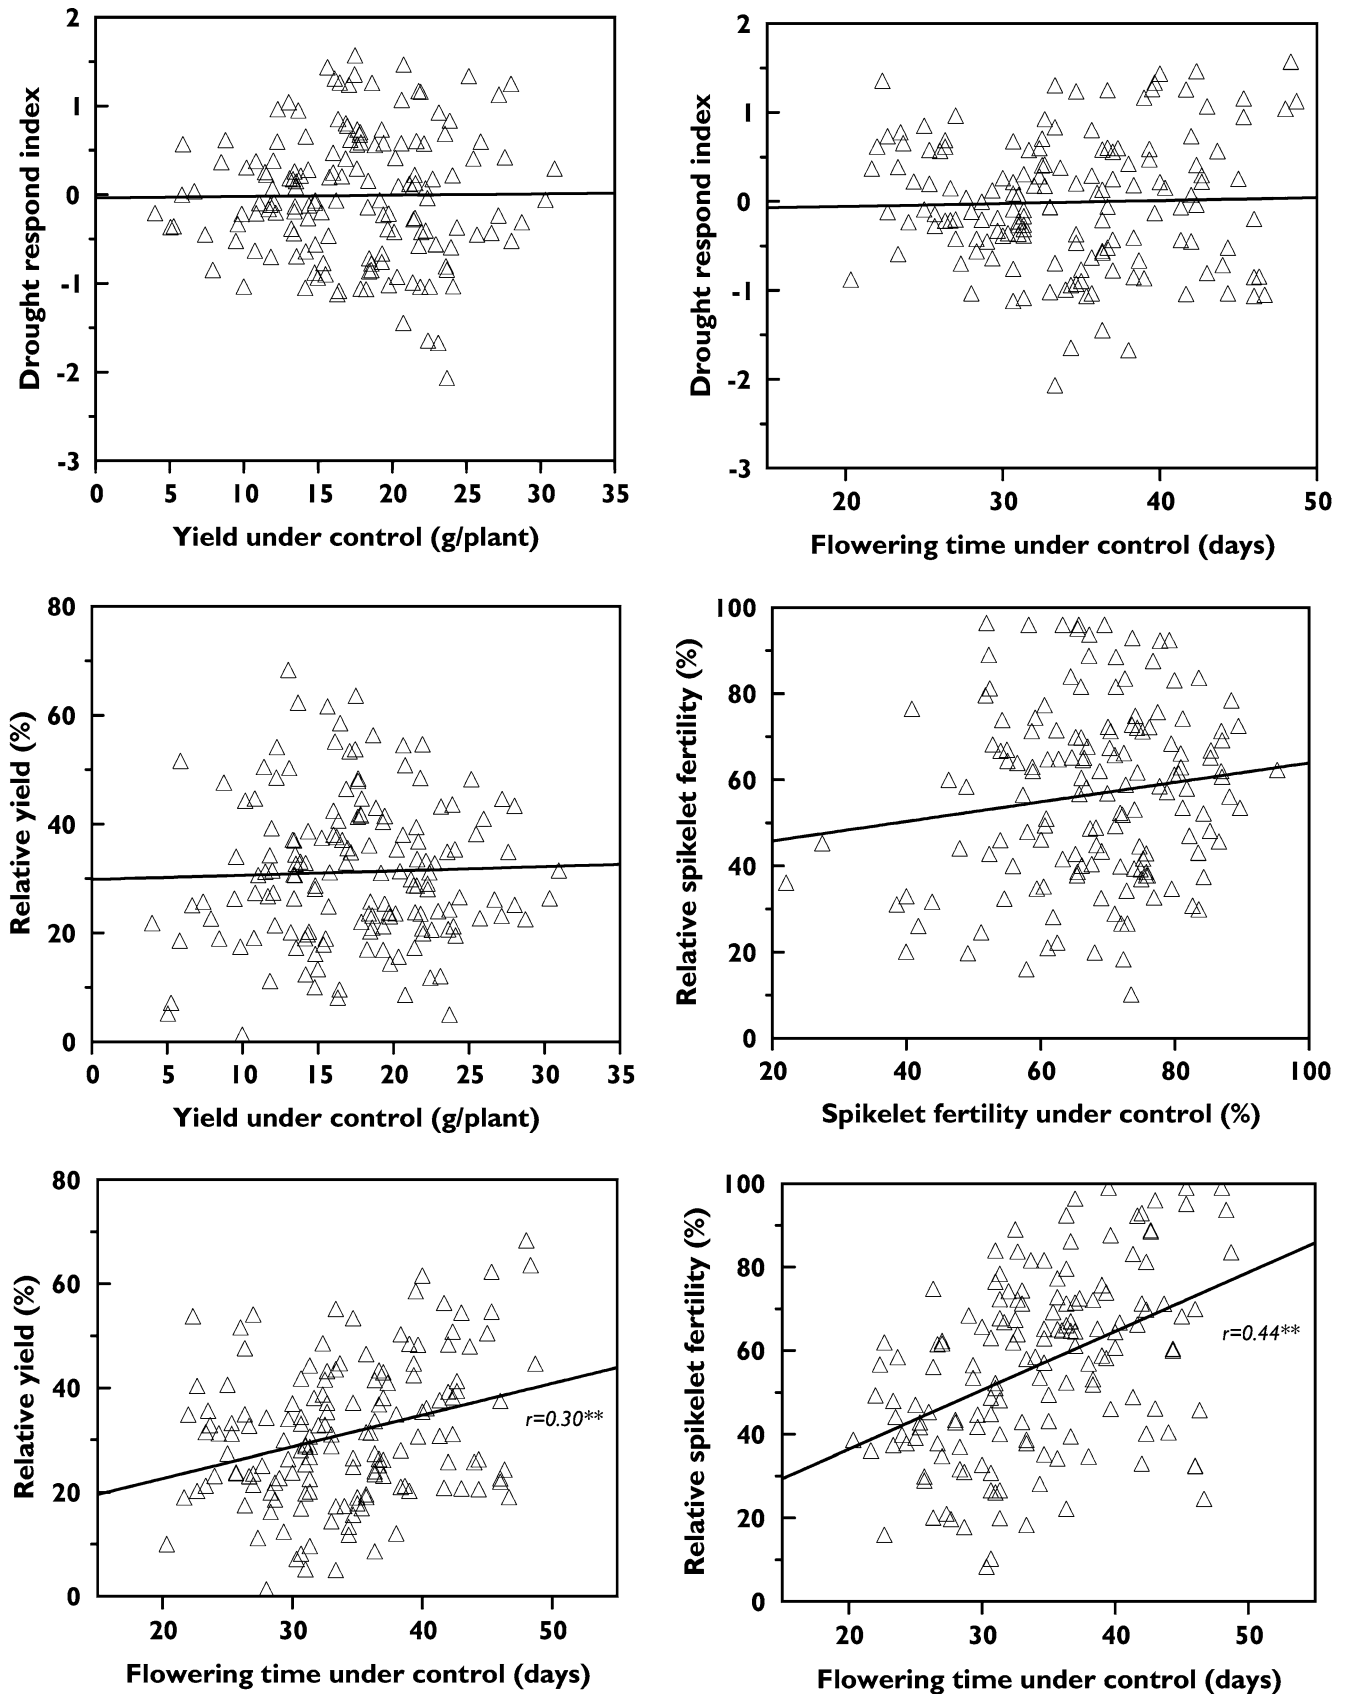 2
1
0
-1
-2
-3
Drought respond index
0 5 10 15 20 25 30 35
Yield under control (g/plant)
2
1
0
-1
-2
-3
Drought respond index
20 30 40 50
Flowering time under control (days)
80
60
40
20
0
Relative yield (%)
0 5 10 15 20 25 30 35
Yield under control (g/plant)
100
80
60
40
20
0
Relative spikelet fertility (%)
20 40 60 80 100
Spikelet fertility under control (%)
80
60
40
20
0
Relative yield (%)
r=0.30**
20 30 40 50
Flowering time under control (days)
100
80
60
40
20
0
Relative spikelet fertility (%)
r=0.44**
20 30 40 50
Flowering time under control (days)